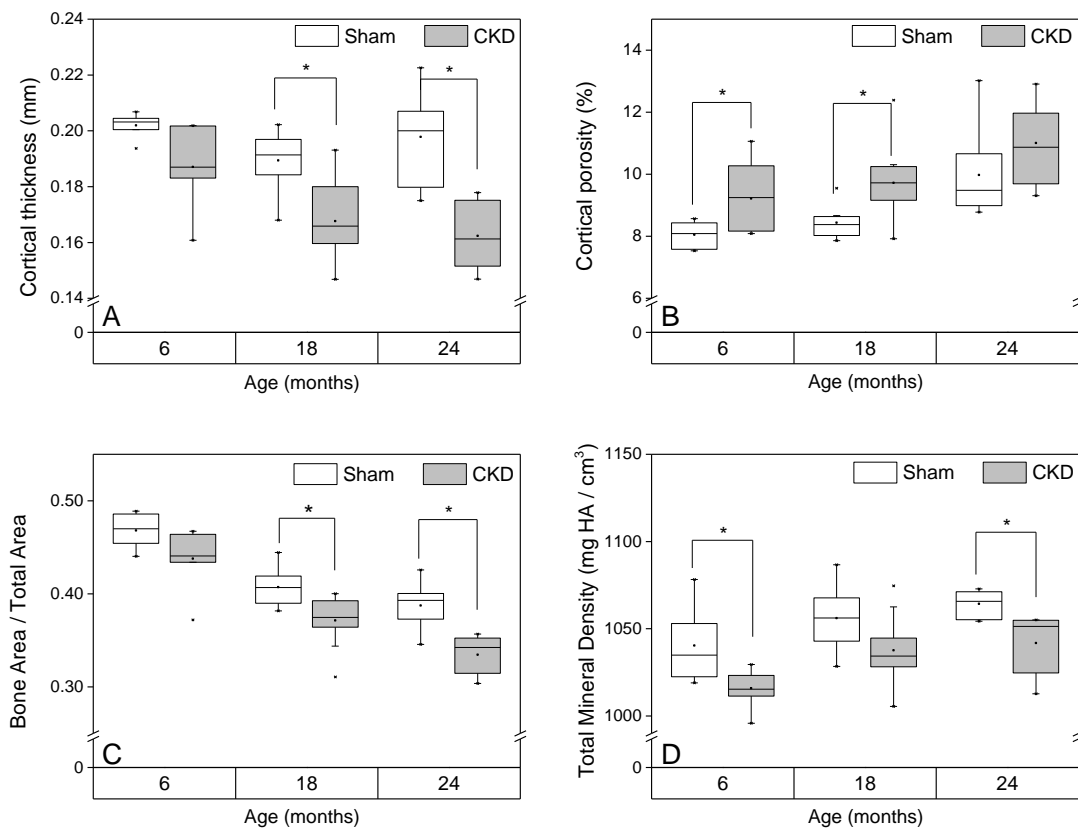 Sham CKD
Cortical thickness (mm)
0.24
0.22
0.20
0.18
0.16
0.14
0
* *
A
6 18 24
Age (months)
Sham CKD
Cortical porosity (%)
14
12
10
8
6
0
* *
B
6 18 24
Age (months)
Sham CKD
Bone Area / Total Area
0.50
0.40
0.30
0
* *
C
6 18 24
Age (months)
Sham CKD
Total Mineral Density (mg HA / cm³)
1150
1100
1050
1000
0
* *
D
6 18 24
Age (months)